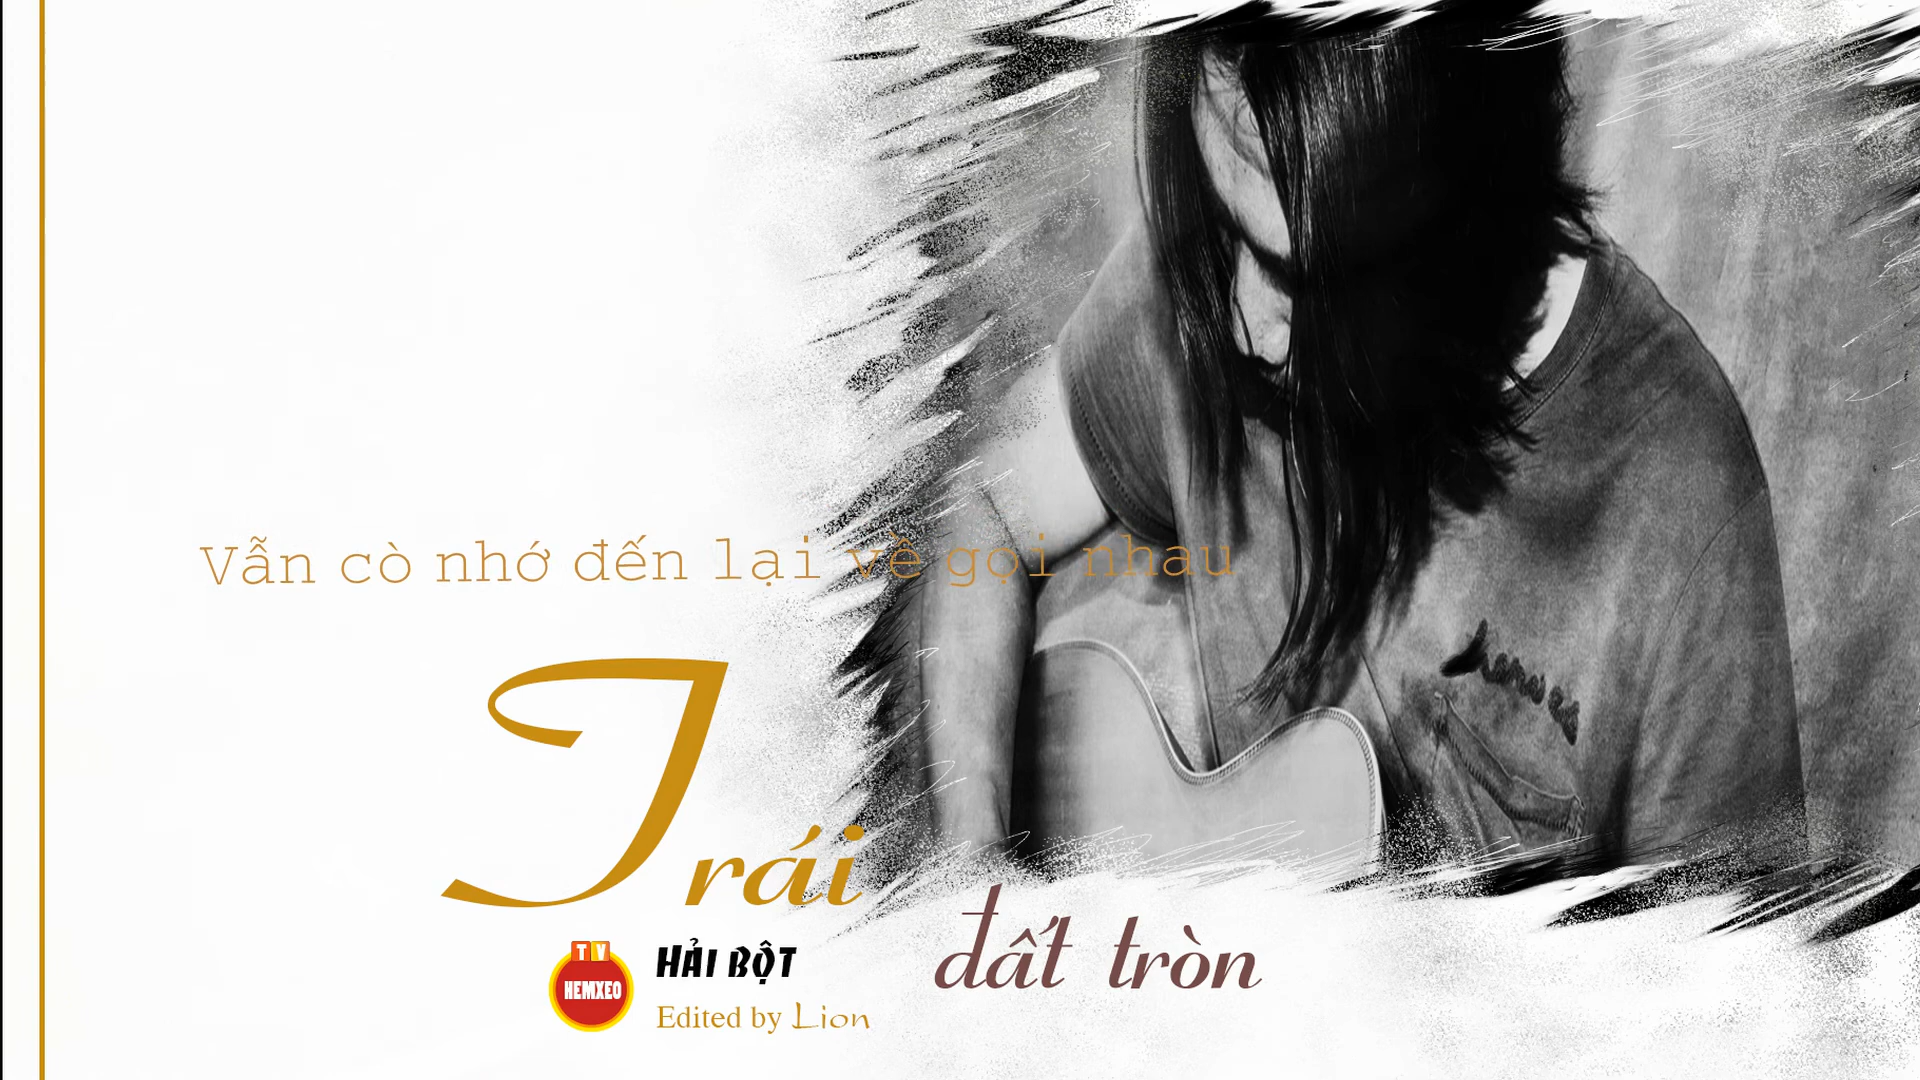 Vẫn cò nhớ đến lại về gọi nhau
Trái
đất tròn
TV
HEMXEO
HẢI BỘT
Edited by Lion